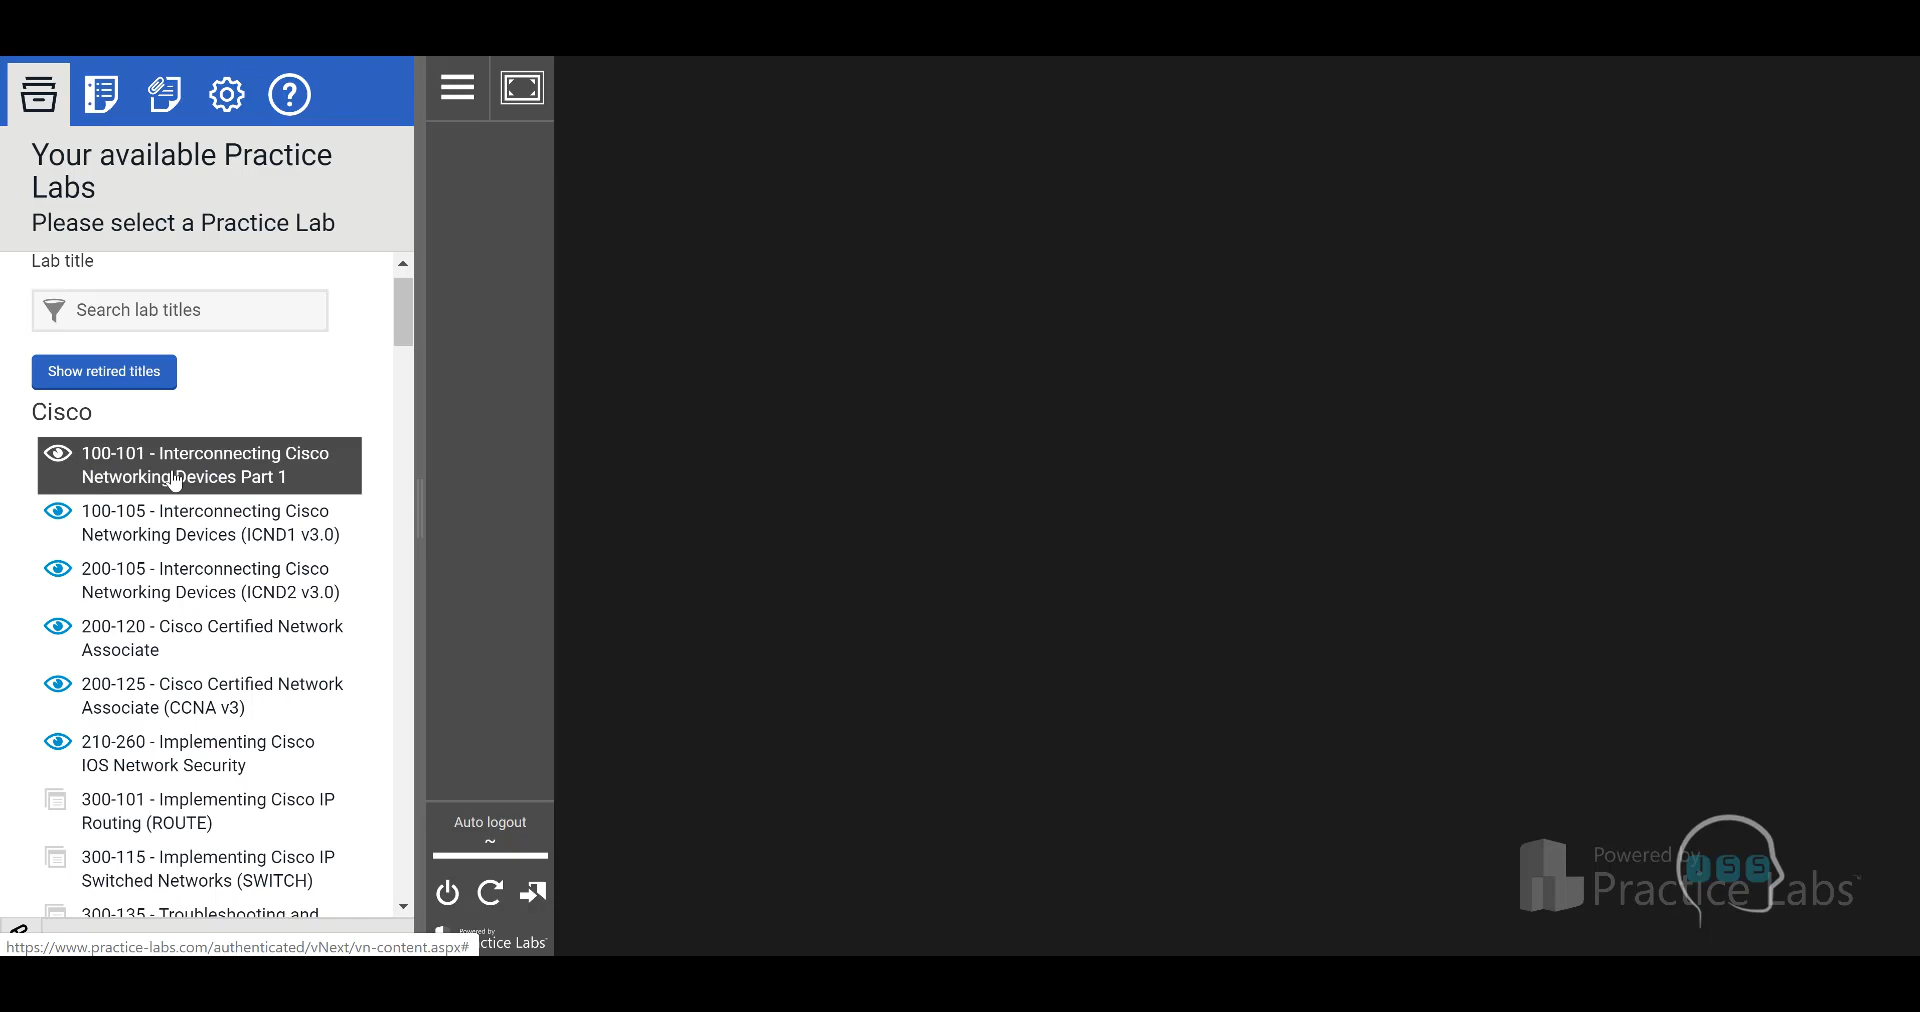 Your available Practice
Labs
Please select a Practice Lab
Lab title
Search lab titles
Show retired titles
Cisco
100-101 - Interconnecting Cisco
Networking Devices Part 1
100-105 - Interconnecting Cisco
Networking Devices (ICND1 v3.0)
200-105 - Interconnecting Cisco
Networking Devices (ICND2 v3.0)
200-120 - Cisco Certified Network
Associate
200-125 - Cisco Certified Network
Associate (CCNA v3)
210-260 - Implementing Cisco
IOS Network Security
300-101 - Implementing Cisco IP
Routing (ROUTE)
300-115 - Implementing Cisco IP
Switched Networks (SWITCH)
300-135 - Troubleshooting and
https://www.practice-labs.com/authenticated/vNext/vn-content.aspx#
Auto logout
~
Powered by
ctice Labs
Powered by
Practice Labs